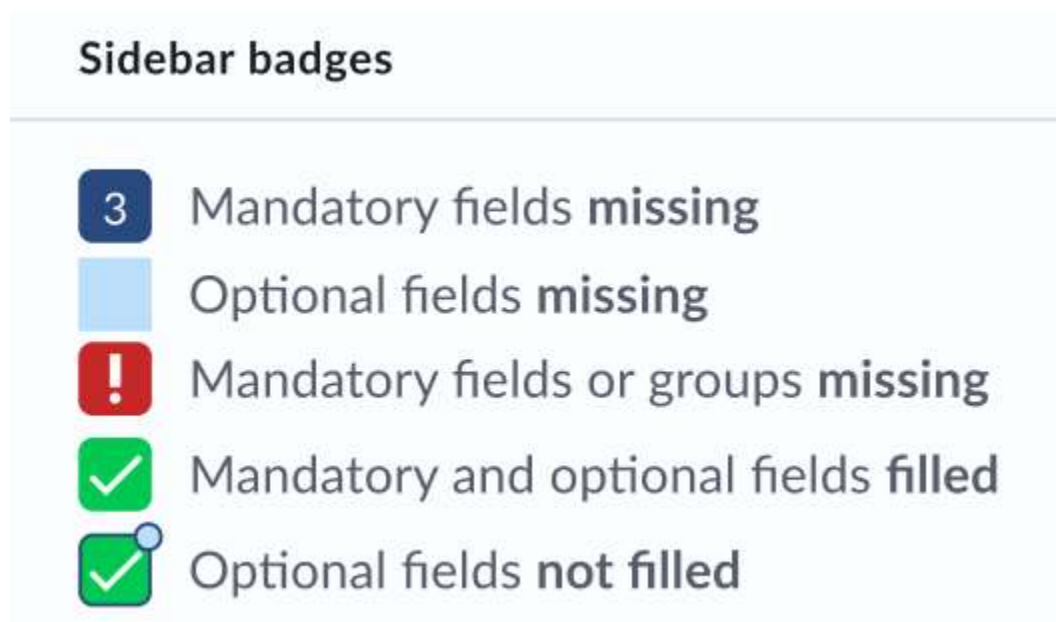 Sidebar badges
3 Mandatory fields missing
Optional fields missing
! Mandatory fields or groups missing
Mandatory and optional fields filled
Optional fields not filled